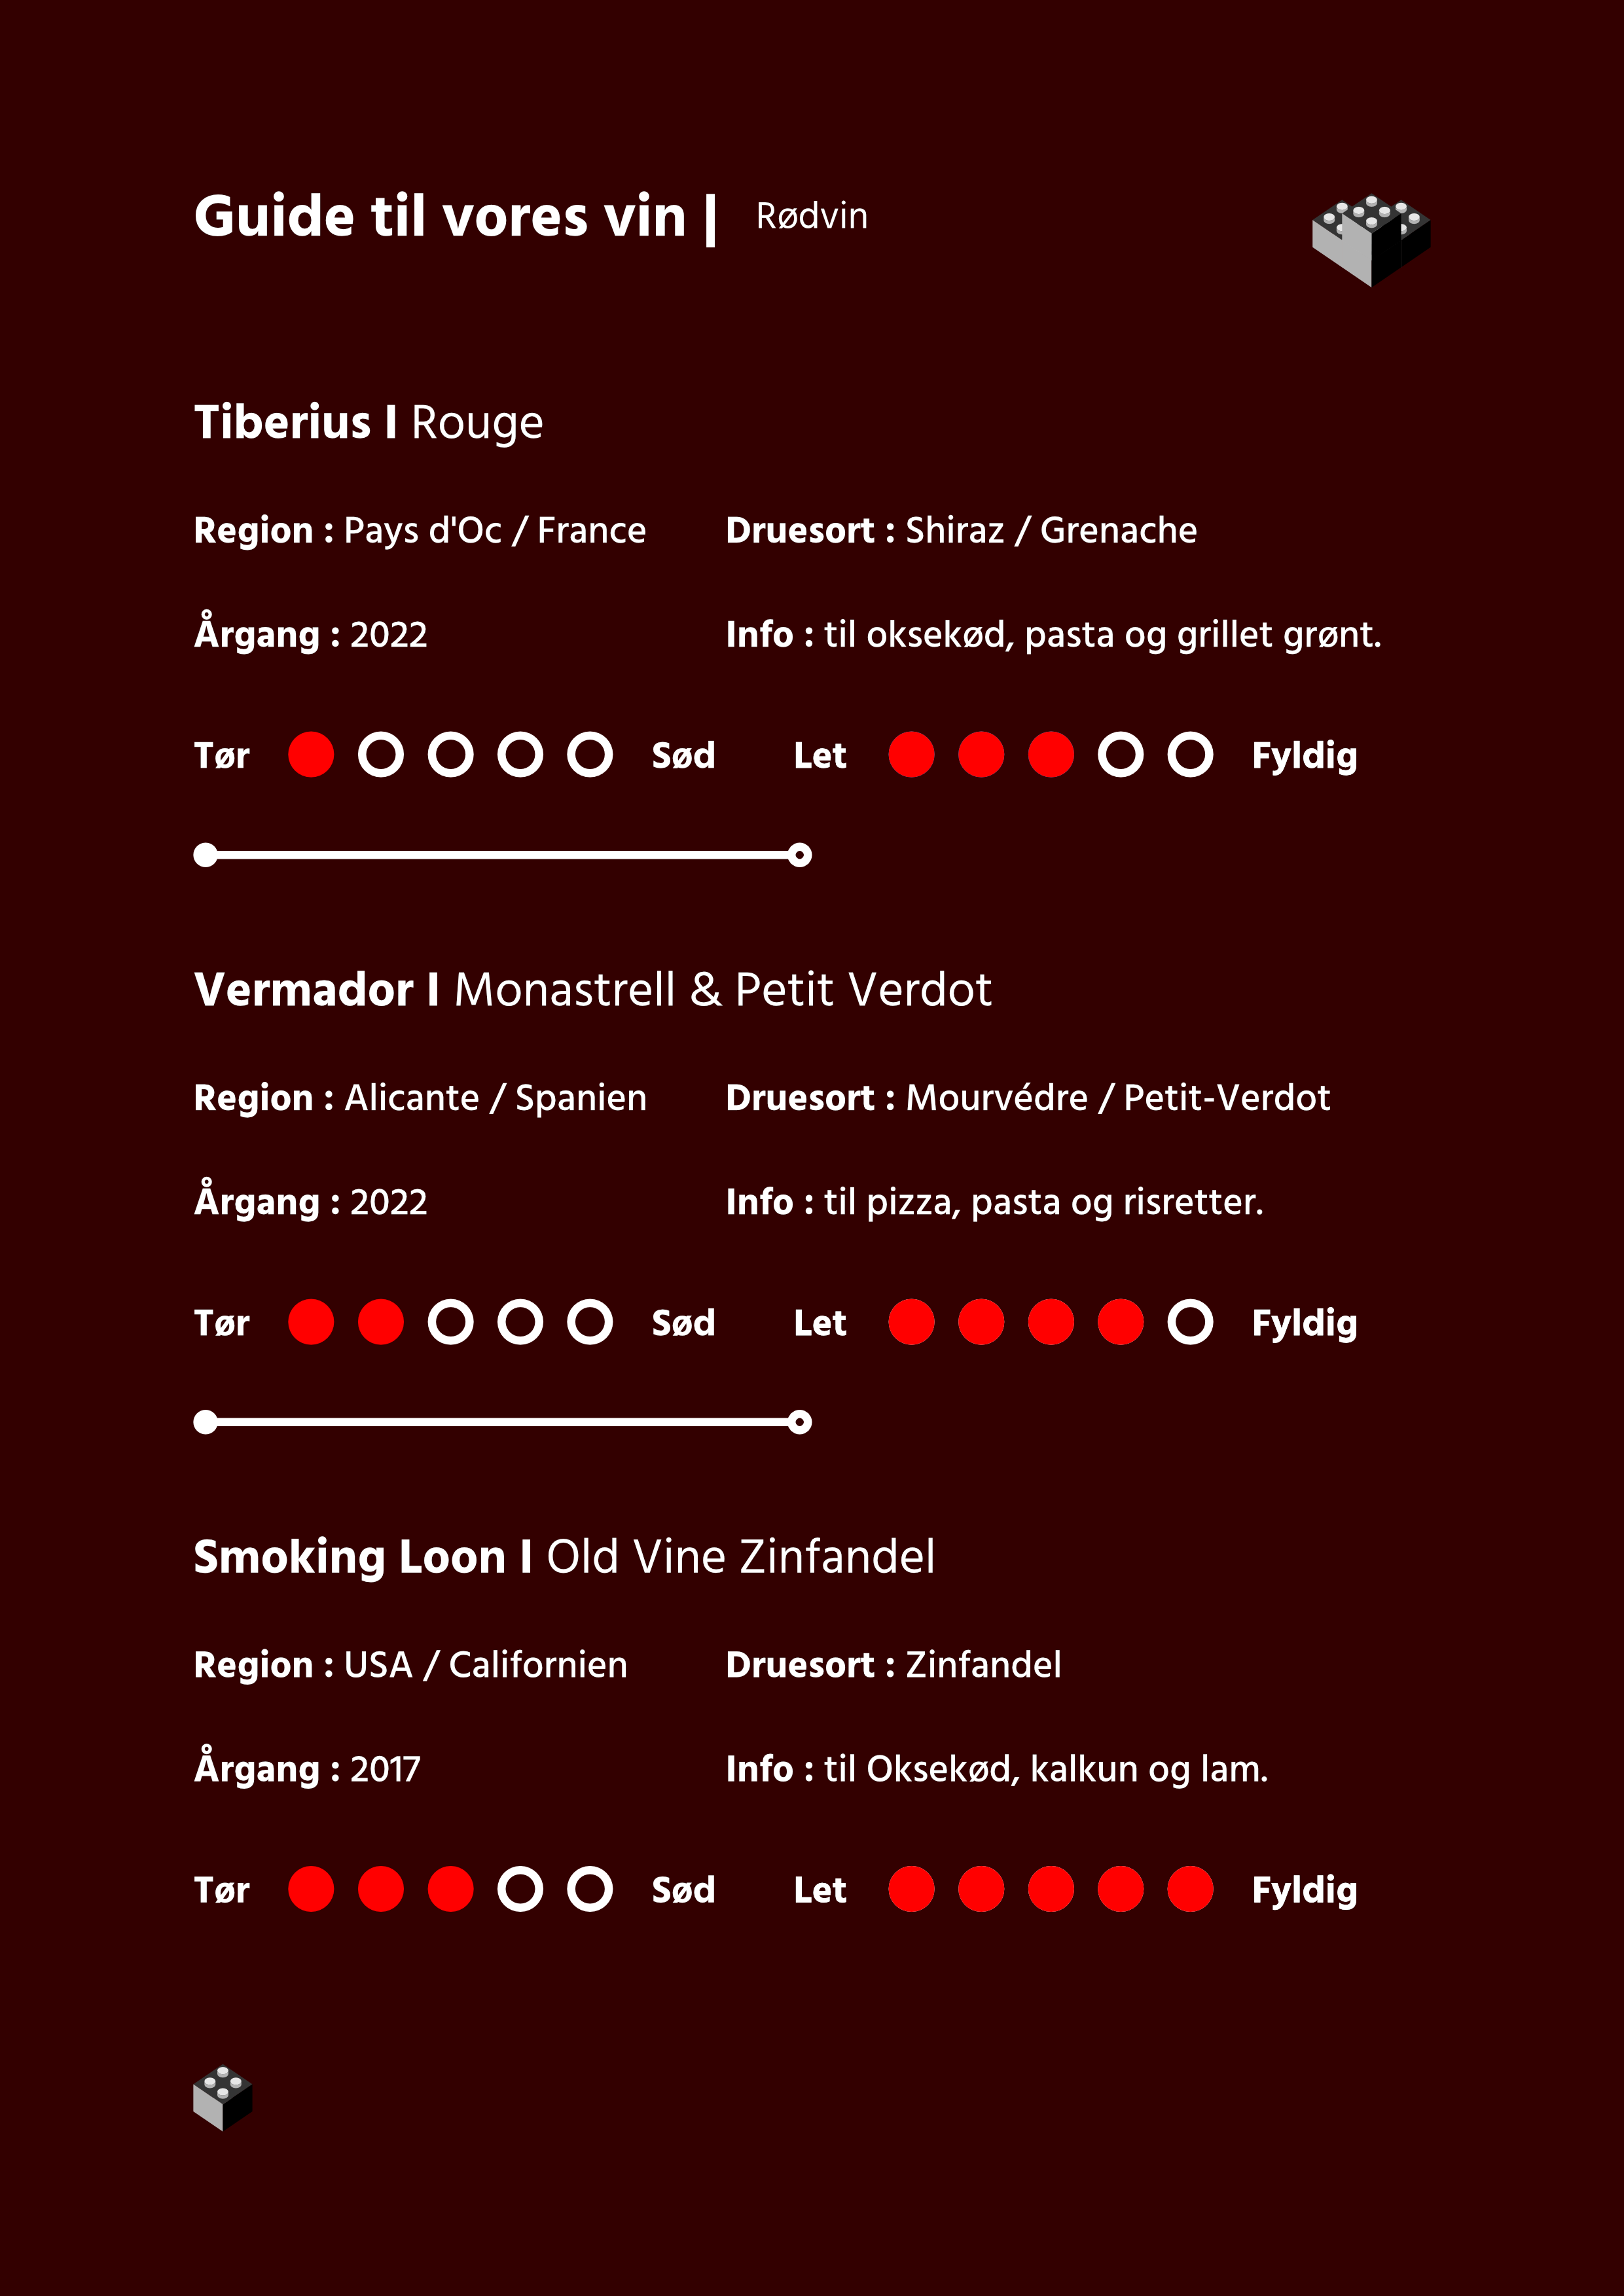 Guide til vores vin | Rødvin
Tiberius I Rouge
Region : Pays d'Oc / France Druesort : Shiraz / Grenache
Årgang : 2022 Info : til oksekød, pasta og grillet grønt.
Tør Sød Let Fyldig
Vermador I Monastrell & Petit Verdot
Region : Alicante / Spanien Druesort : Mourvédre / Petit-Verdot
Årgang : 2022 Info : til pizza, pasta og risretter.
Tør Sød Let Fyldig
Smoking Loon I Old Vine Zinfandel
Region : USA / Californien Druesort : Zinfandel
Årgang : 2017 Info : til Oksekød, kalkun og lam.
Tør Sød Let Fyldig